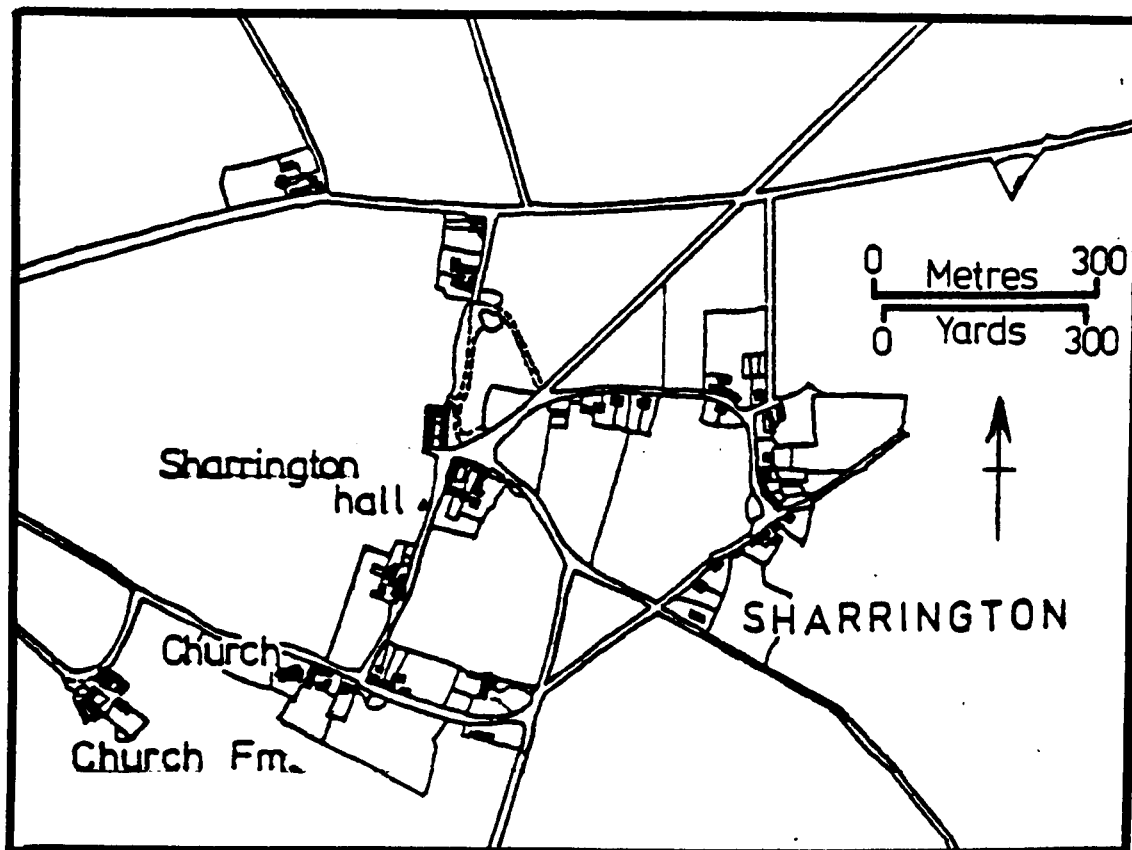 0 300
Metres
Yards
0 300
Sharrington
hall
SHARRINGTON
Church
Church Fm.